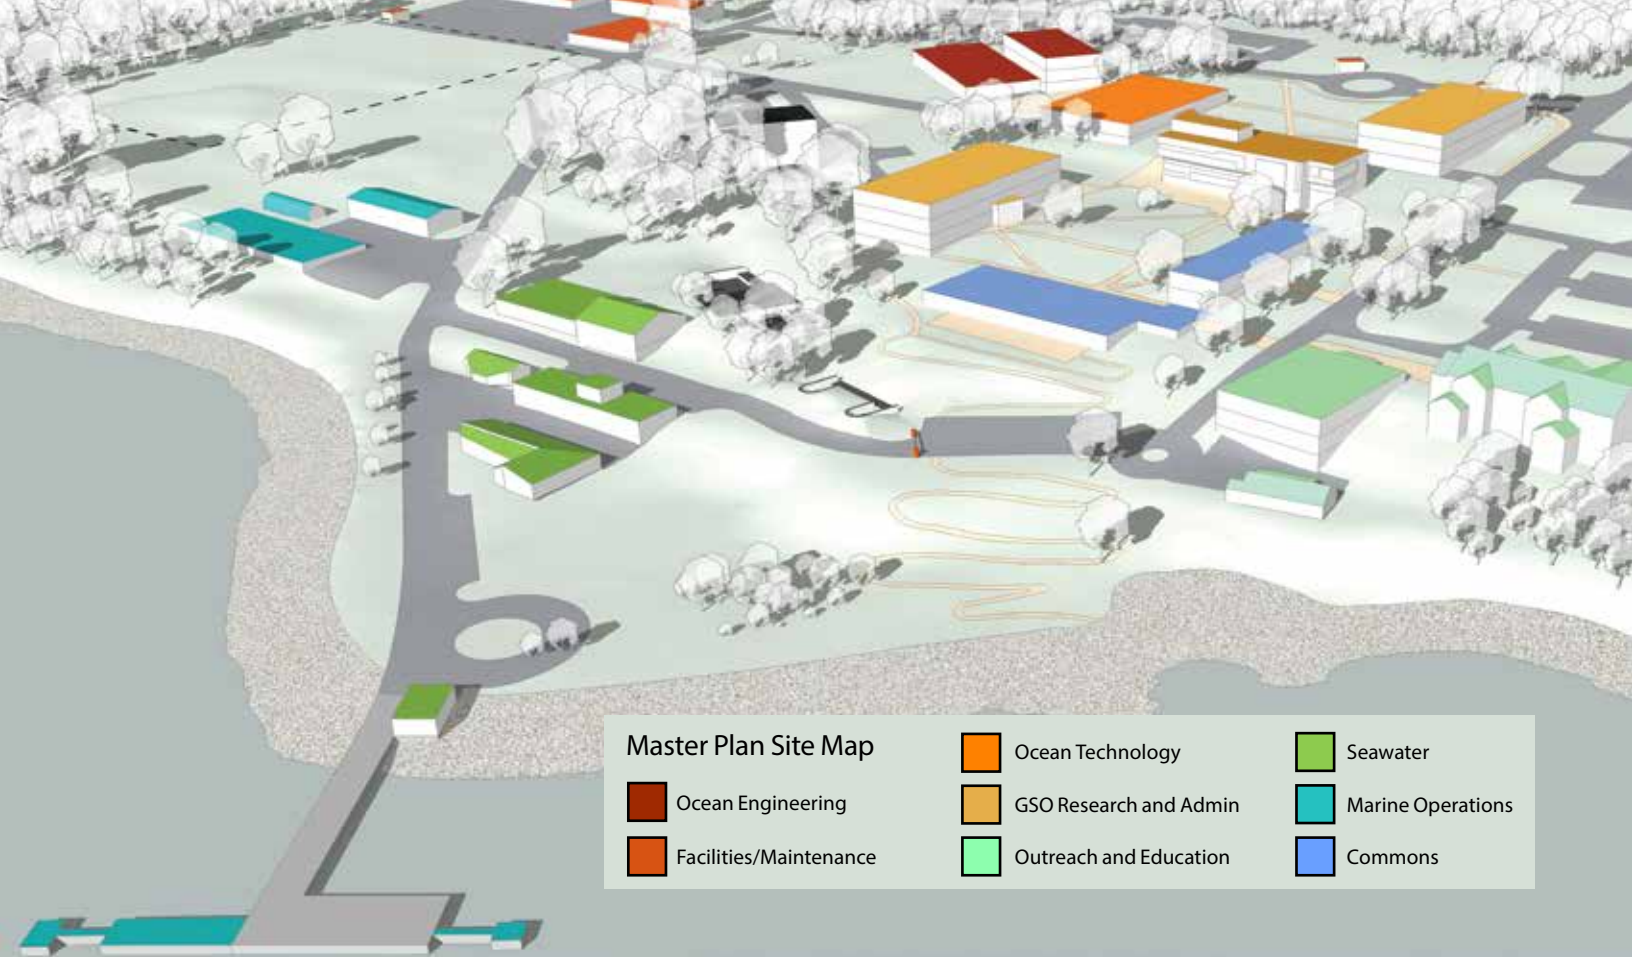 Master Plan Site Map
Ocean Engineering
Facilities/Maintenance
Ocean Technology
GSO Research and Admin
Outreach and Education
Seawater
Marine Operations
Commons